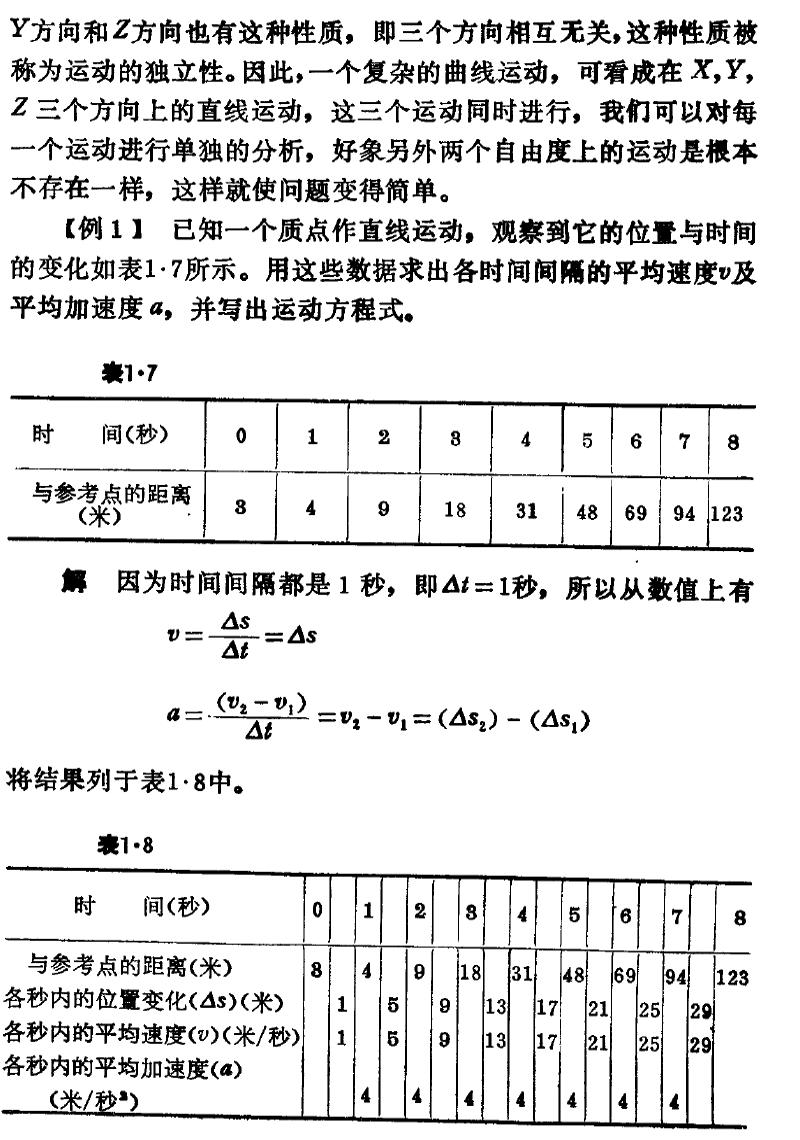 Y方向和Z方向也有这种性质，即三个方向相互无关，这种性质被
称为运动的独立性。因此，一个复杂的曲线运动，可看成在 X，Y，
Z 三个方向上的直线运动，这三个运动同时进行，我们可以对每
一个运动进行单独的分析，好象另外两个自由度上的运动是根本
不存在一样，这样就使问题变得简单。
【例1】 已知一个质点作直线运动，观察到它的位置与时间
的变化如表1·7所示。用这些数据求出各时间间隔的平均速度v及
平均加速度 a，并写出运动方程式。
表1·7
时 间(秒) 0 1 2 3 4 5 6 7 8
与参考点的距离
(米) 3 4 9 18 31 48 69 94 123
解 因为时间间隔都是 1 秒，即Δt＝1秒，所以从数值上有
v＝Δs/Δt＝Δs
a＝(v₂－v₁)/Δt＝v₂－v₁＝(Δs₂)－(Δs₁)
将结果列于表1·8中。
表1·8
时 间(秒) 0 1 2 3 4 5 6 7 8
与参考点的距离(米) 3 4 9 18 31 48 69 94 123
各秒内的位置变化(Δs)(米) 1 5 9 13 17 21 25 29
各秒内的平均速度(v)(米/秒) 1 5 9 13 17 21 25 29
各秒内的平均加速度(a)
(米/秒²) 4 4 4 4 4 4 4